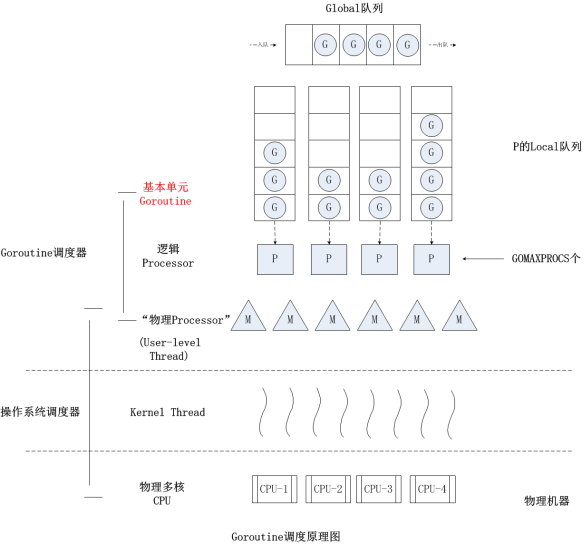 Global队列
入队
G G G G
出队
G
G G
G G G G
G G G G
P的Local队列
基本单元
Goroutine
Goroutine调度器
逻辑
Processor
P P P P
GOMAXPROCS个
“物理Processor”
M M M M M M
(User-level
Thread)
操作系统调度器
Kernel Thread
物理多核
CPU
CPU-1 CPU-2 CPU-3 CPU-4
物理机器
Goroutine调度原理图